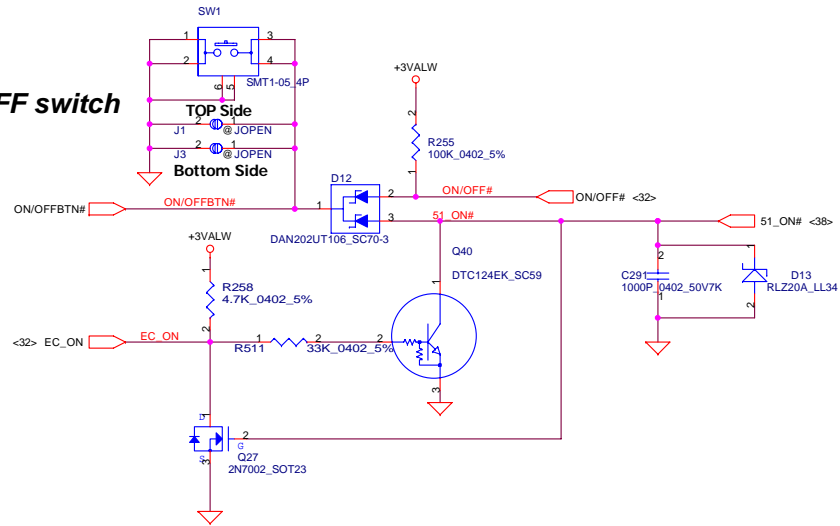 SW1
1
3
2
4
6
5
SMT1-05_4P
FF switch
TOP Side
2
1
J1
@JOPEN
2
1
J3
@JOPEN
Bottom Side
+3VALW
2
R255
100K_0402_5%
1
D12
ON/OFFBTN#
ON/OFFBTN#
1
2
ON/OFF#
ON/OFF# <32>
3
51_ON#
51_ON# <38>
DAN202UT106_SC70-3
+3VALW
1
R258
4.7K_0402_5%
2
Q40
DTC124EK_SC59
1
2
C291
1000P_0402_50V7K
1
1
D13
RLZ20A_LL34
2
<32> EC_ON
EC_ON
1
2
R511
33K_0402_5%
2
3
1
D
2
G
S
3
Q27
2N7002_SOT23